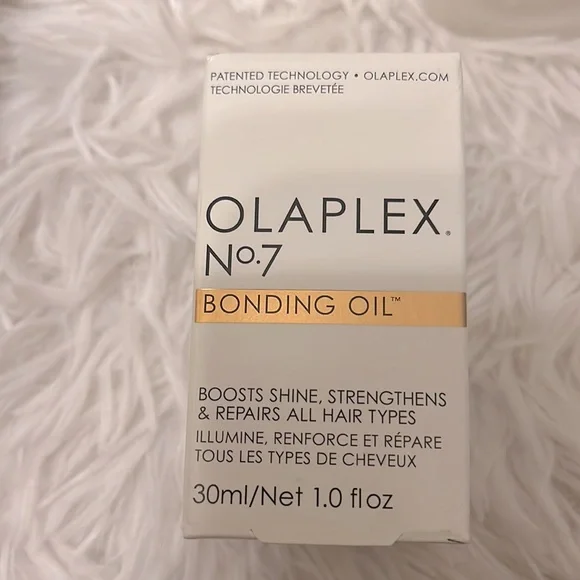 PATENTED TECHNOLOGY • OLAPLEX.COM
TECHNOLOGIE BREVETÉE
OLAPLEX®
Nº.7
BONDING OIL™
BOOSTS SHINE, STRENGTHENS
& REPAIRS ALL HAIR TYPES
ILLUMINE, RENFORCE ET RÉPARE
TOUS LES TYPES DE CHEVEUX
30ml/Net 1.0 fl oz